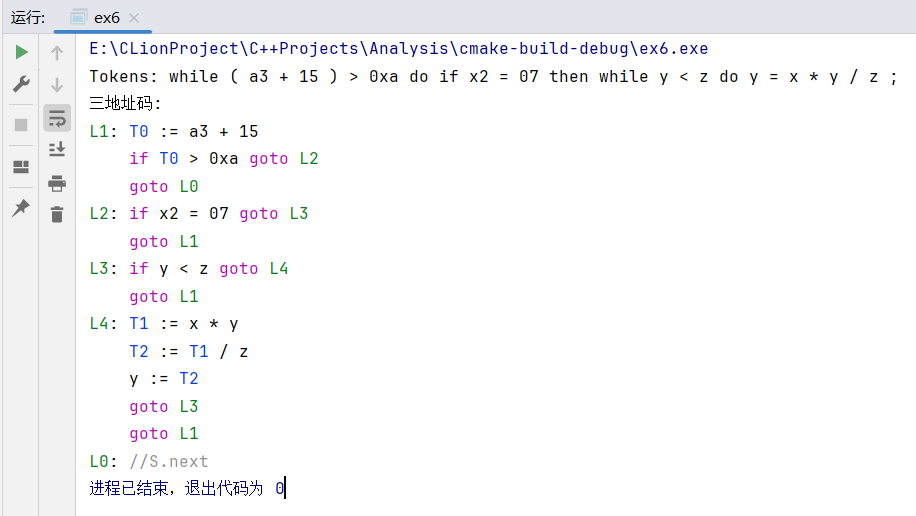 运行: ex6
E:\CLionProject\C++Projects\Analysis\cmake-build-debug\ex6.exe
Tokens: while ( a3 + 15 ) > 0xa do if x2 = 07 then while y < z do y = x * y / z ;
三地址码:
L1: T0 := a3 + 15
if T0 > 0xa goto L2
goto L0
L2: if x2 = 07 goto L3
goto L1
L3: if y < z goto L4
goto L1
L4: T1 := x * y
T2 := T1 / z
y := T2
goto L3
goto L1
L0: //S.next
进程已结束，退出代码为 0